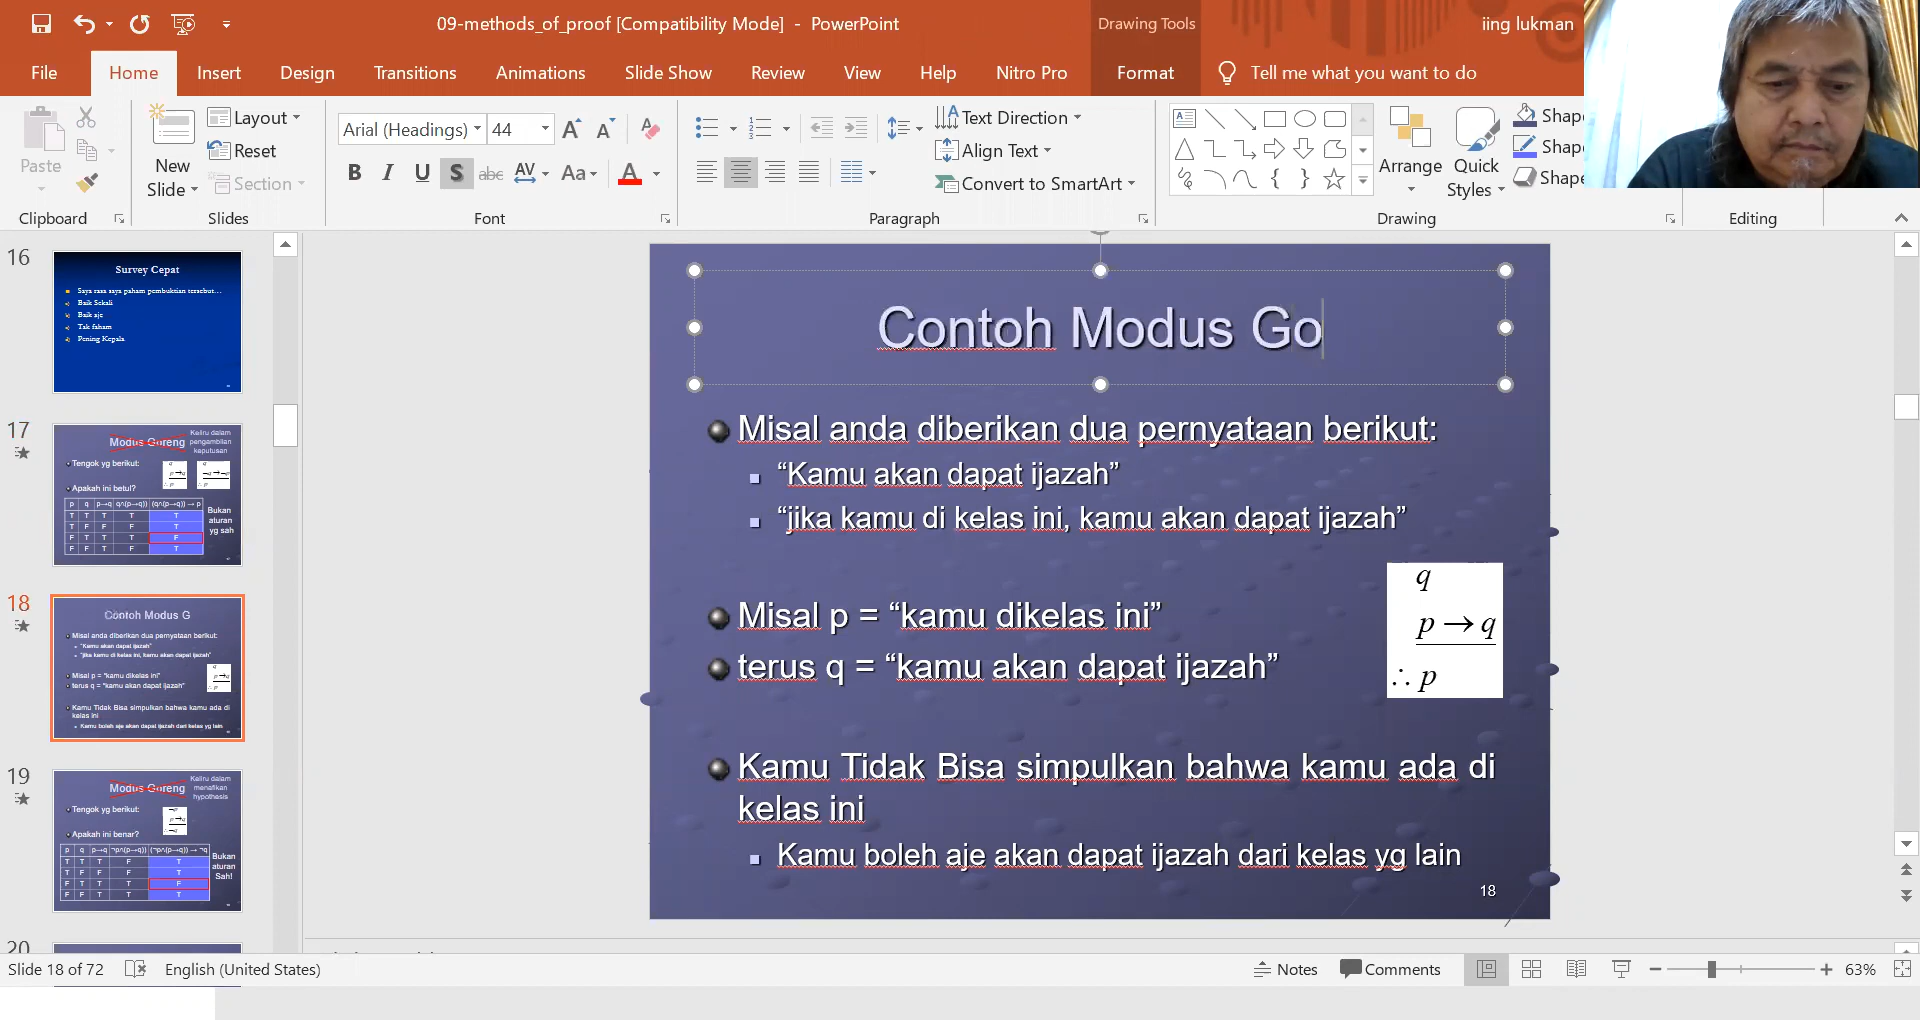 09-methods_of_proof [Compatibility Mode] - PowerPoint
Drawing Tools
iing lukman
File
Home
Insert
Design
Transitions
Animations
Slide Show
Review
View
Help
Nitro Pro
Format
Tell me what you want to do
Paste
New
Slide
Layout
Reset
Section
Arial (Headings)
44
B I U S abc AV Aa A
Text Direction
Align Text
Convert to SmartArt
Arrange
Quick
Styles
Shape
Shape
Shape
Clipboard
Slides
Font
Paragraph
Drawing
Editing
16
Survey Cepat
Saya rasa saya paham pembuktian tersebut…
Baik Sekali
Baik aje
Tak faham
Pening Kepala
17
Modus Goreng
Keliru dalam
pengambilan
keputusan
Tengok yg berikut:
q
p→q
∴ p
Apakah ini betul?
p q p→q q∧(p→q) (q∧(p→q)) → p
T T T T T
T F F F T
F T T T F
F F T F T
Bukan
aturan
yg sah
18
Contoh Modus G
Misal anda diberikan dua pernyataan berikut:
"Kamu akan dapat ijazah"
"jika kamu di kelas ini, kamu akan dapat ijazah"
Misal p = "kamu dikelas ini"
terus q = "kamu akan dapat ijazah"
q
p→q
∴ p
Kamu Tidak Bisa simpulkan bahwa kamu ada di
kelas ini
Kamu boleh aje akan dapat ijazah dari kelas yg lain
19
Modus Goreng
Keliru dalam
menafikan
hypothesis
Tengok yg berikut:
¬p
p→q
∴ ¬q
Apakah ini benar?
p q p→q ¬p∧(p→q) (¬p∧(p→q)) → ¬q
T T T F T
T F F F T
F T T T F
F F T T T
Bukan
aturan
Sah!
20
Contoh Modus Go
Misal anda diberikan dua pernyataan berikut:
“Kamu akan dapat ijazah”
“jika kamu di kelas ini, kamu akan dapat ijazah”
Misal p = “kamu dikelas ini”
terus q = “kamu akan dapat ijazah”
q
p → q
∴ p
Kamu Tidak Bisa simpulkan bahwa kamu ada di
kelas ini
Kamu boleh aje akan dapat ijazah dari kelas yg lain
18
Slide 18 of 72
English (United States)
Notes
Comments
63%